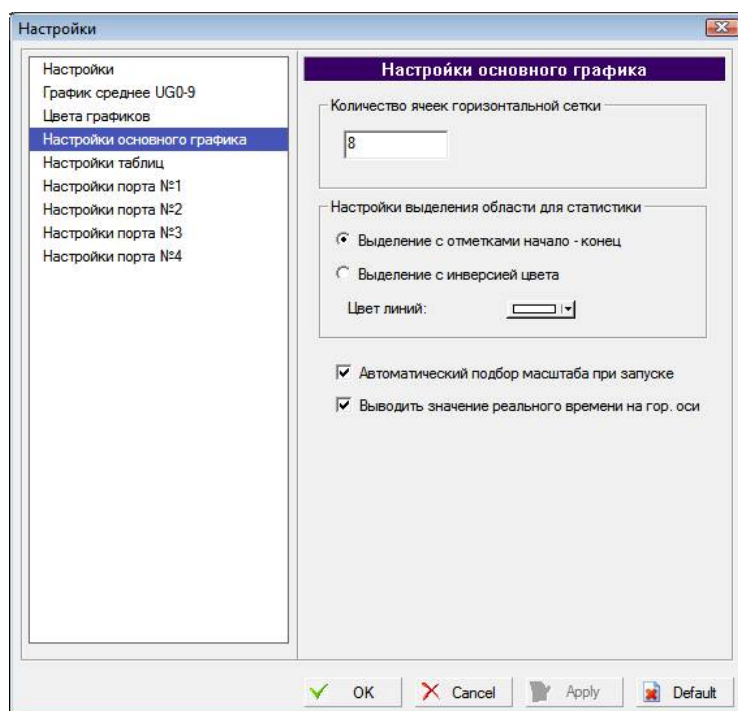 Настройки
Настройки
График среднее UG0-9
Цвета графиков
Настройки основного графика
Настройки таблиц
Настройки порта №1
Настройки порта №2
Настройки порта №3
Настройки порта №4
Настройки основного графика
Количество ячеек горизонтальной сетки
8
Настройки выделения области для статистики
Выделение с отметками начало - конец
Выделение с инверсией цвета
Цвет линий:
Автоматический подбор масштаба при запуске
Выводить значение реального времени на гор. оси
OK
Cancel
Apply
Default